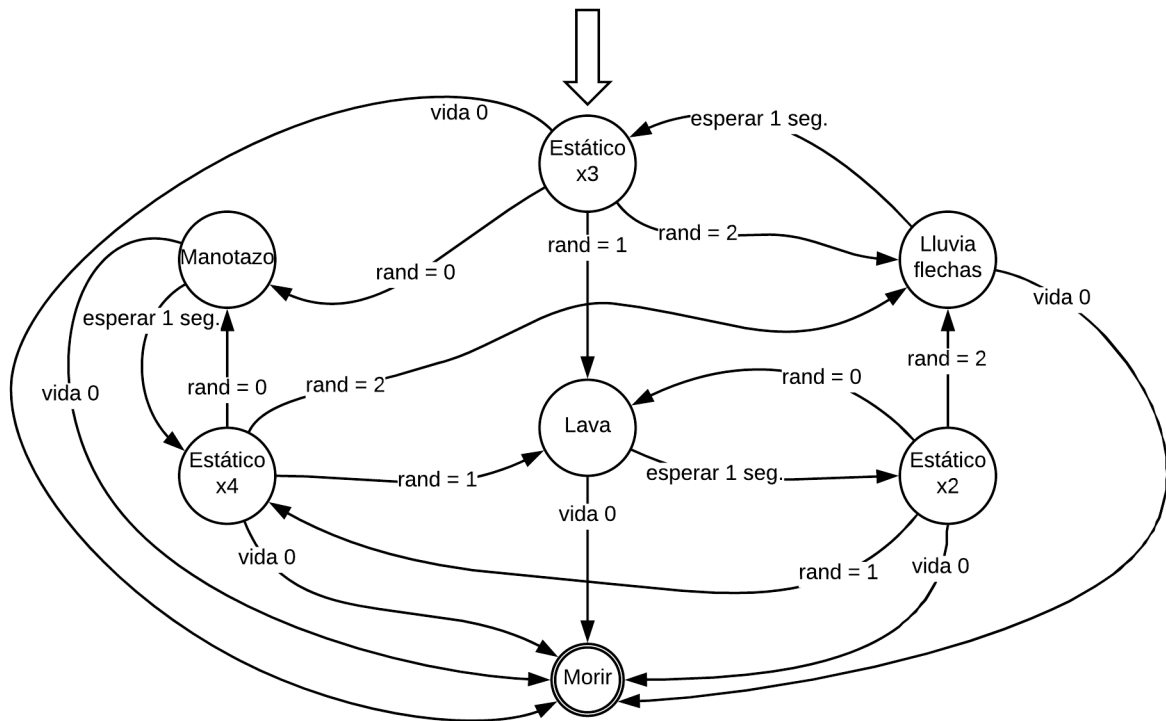 vida 0
esperar 1 seg.
Estático
x3
rand = 2
rand = 1
Manotazo
Lluvia
flechas
rand = 0
vida 0
esperar 1 seg.
rand = 2
rand = 0
rand = 2
rand = 0
vida 0
Lava
Estático
x4
Estático
x2
esperar 1 seg.
rand = 1
vida 0
vida 0
rand = 1
vida 0
Morir